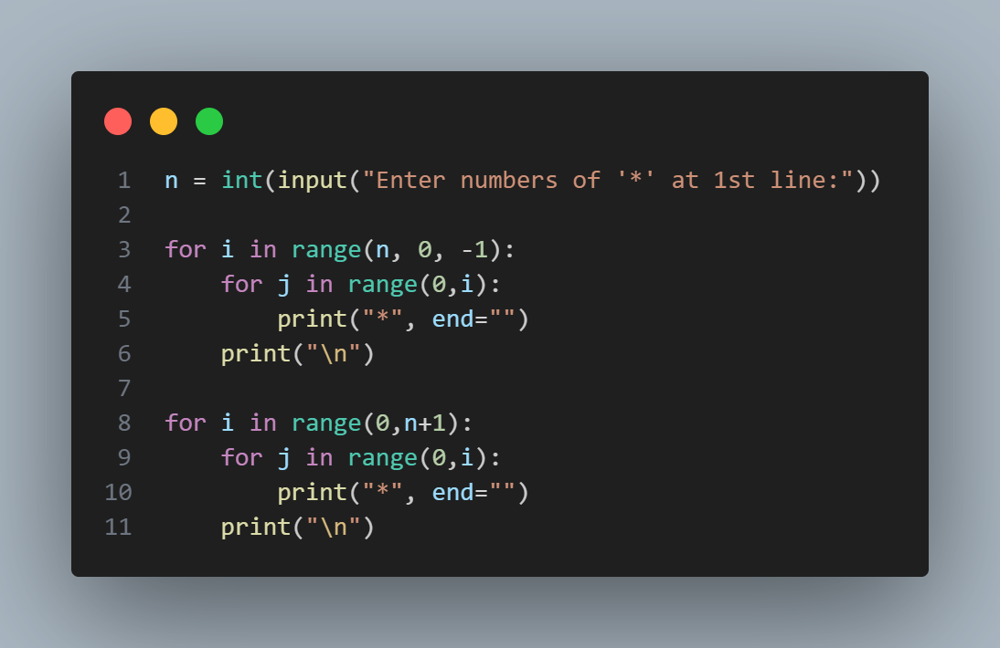 1 n = int(input("Enter numbers of '*' at 1st line:"))
2
3 for i in range(n, 0, -1):
4     for j in range(0,i):
5         print("*", end="")
6     print("\n")
7
8 for i in range(0,n+1):
9     for j in range(0,i):
10         print("*", end="")
11     print("\n")